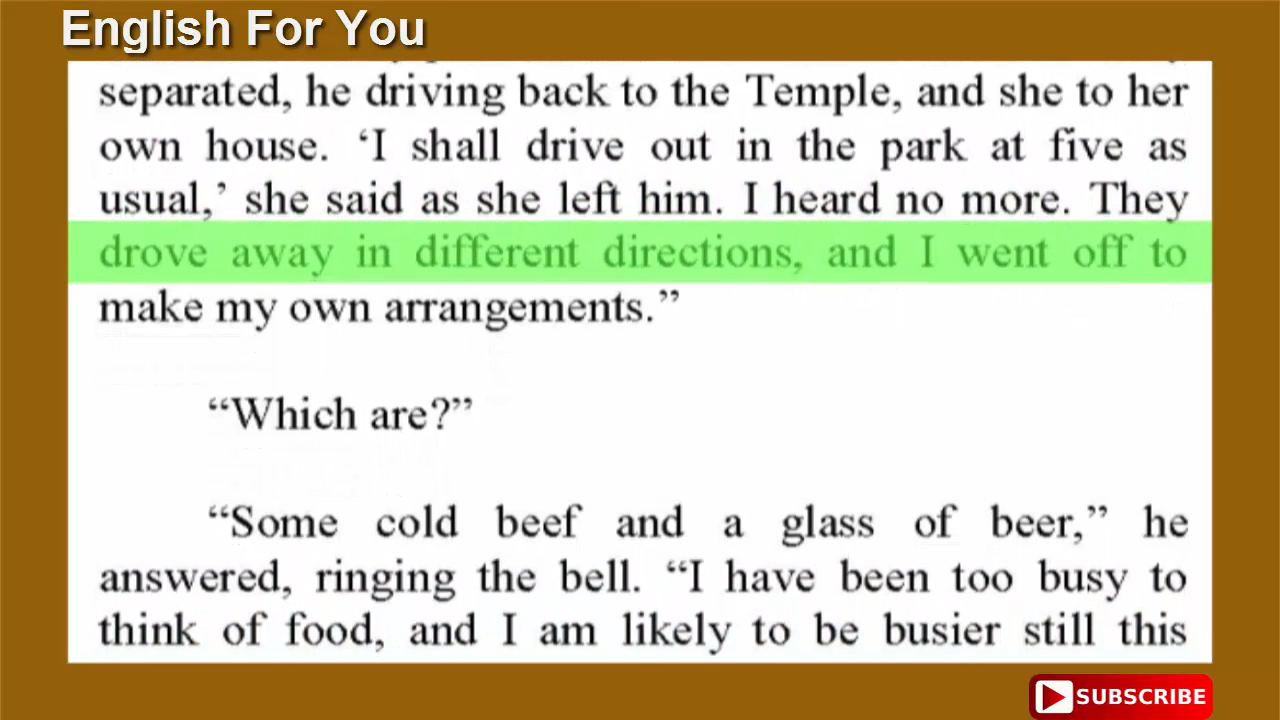 English For You
separated, he driving back to the Temple, and she to her
own house. ‘I shall drive out in the park at five as
usual,’ she said as she left him. I heard no more. They
drove away in different directions, and I went off to
make my own arrangements.”
“Which are?”
“Some cold beef and a glass of beer,” he
answered, ringing the bell. “I have been too busy to
think of food, and I am likely to be busier still this
SUBSCRIBE